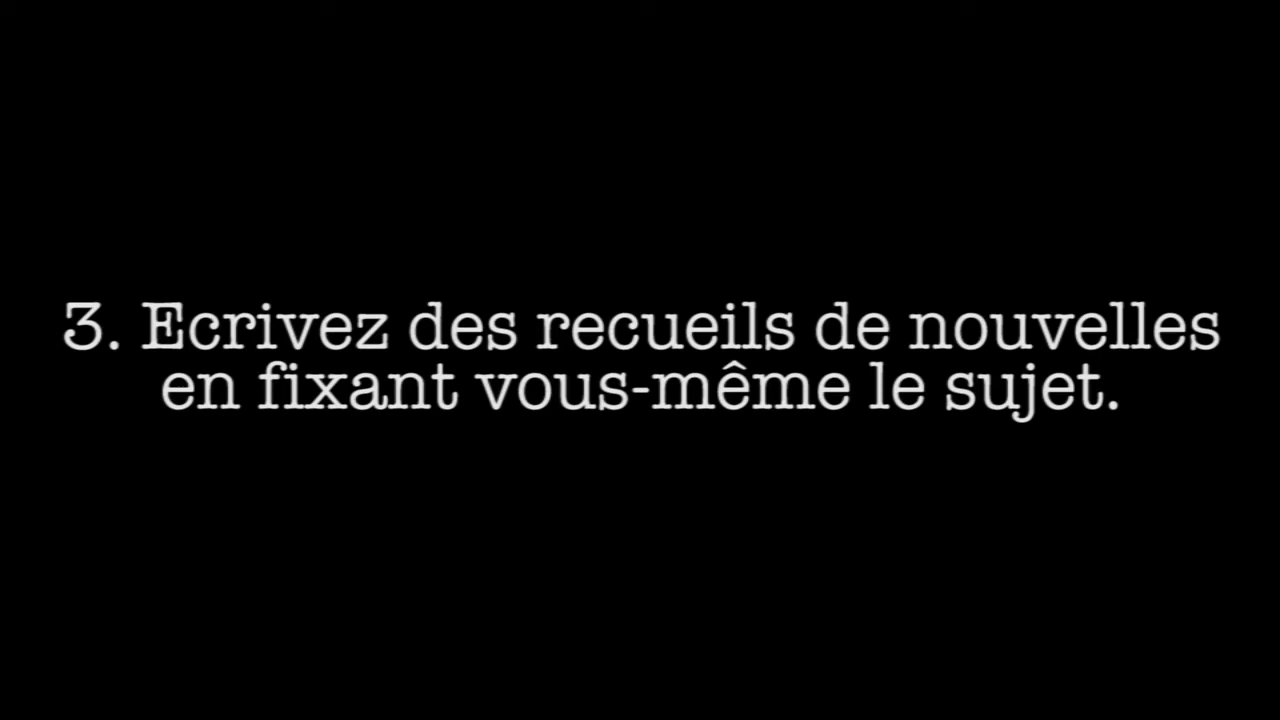 3. Ecrivez des recueils de nouvelles
en fixant vous-même le sujet.